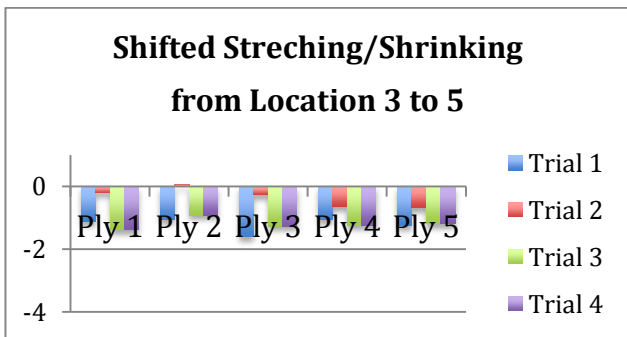 Shifted Streching/Shrinking
from Location 3 to 5
0
-2
-4
Ply 1 Ply 2 Ply 3 Ply 4 Ply 5
Trial 1
Trial 2
Trial 3
Trial 4